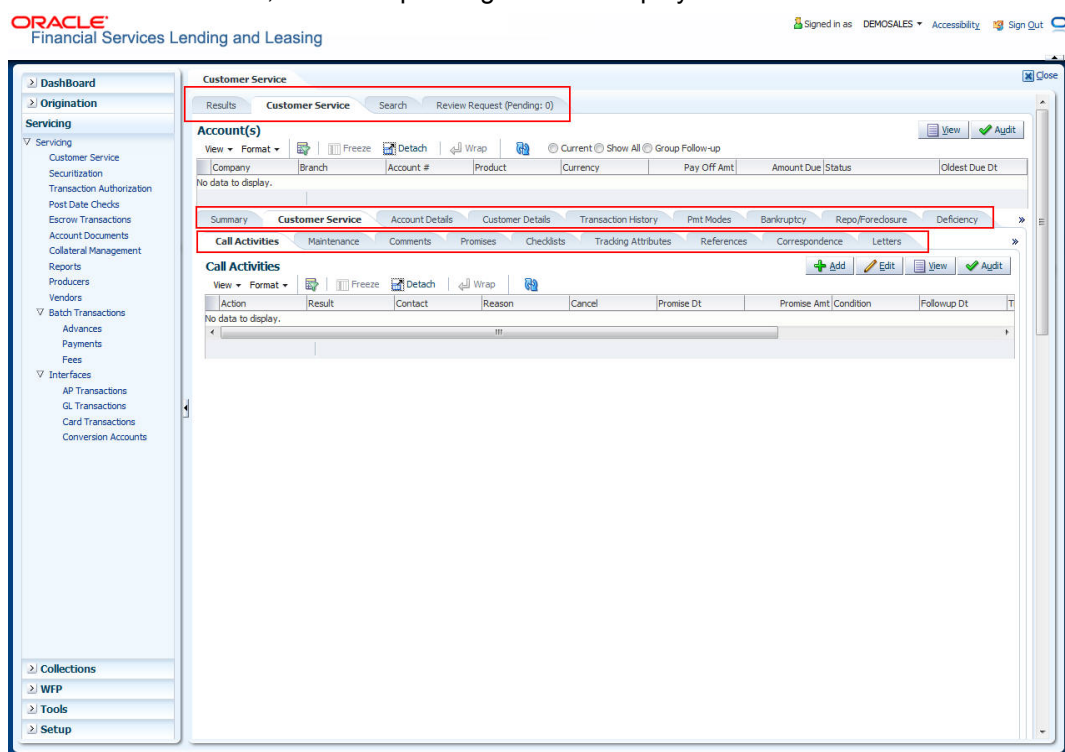 ORACLE
Financial Services Lending and Leasing
Signed in as DEMOSALES Accessibility Sign Out
Close
DashBoard
Origination
Servicing
Servicing
Customer Service
Securitization
Transaction Authorization
Post Date Checks
Escrow Transactions
Account Documents
Collateral Management
Reports
Producers
Vendors
Batch Transactions
Advances
Payments
Fees
Interfaces
AP Transactions
GL Transactions
Card Transactions
Conversion Accounts
Collections
WFP
Tools
Setup
Customer Service
Results Customer Service Search Review Request (Pending: 0)
Account(s)
View Audit
View Format Freeze Detach Wrap Current Show All Group Follow-up
Company Branch Account # Product Currency Pay Off Amt Amount Due Status Oldest Due Dt
No data to display.
Summary Customer Service Account Details Customer Details Transaction History Pmt Modes Bankruptcy Repo/Foreclosure Deficiency »
Call Activities Maintenance Comments Promises Checklists Tracking Attributes References Correspondence Letters »
Call Activities
Add Edit View Audit
View Format Freeze Detach Wrap
Action Result Contact Reason Cancel Promise Dt Promise Amt Condition Followup Dt T
No data to display.